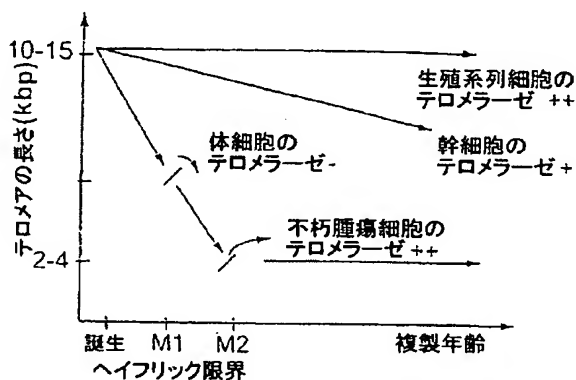 10-15
テロメアの長さ(kbp)
2-4
生殖系列細胞の
テロメラーゼ ++
体細胞の
テロメラーゼ-
幹細胞の
テロメラーゼ+
不朽腫瘍細胞の
テロメラーゼ ++
誕生
M1
M2
複製年齢
ヘイフリック限界